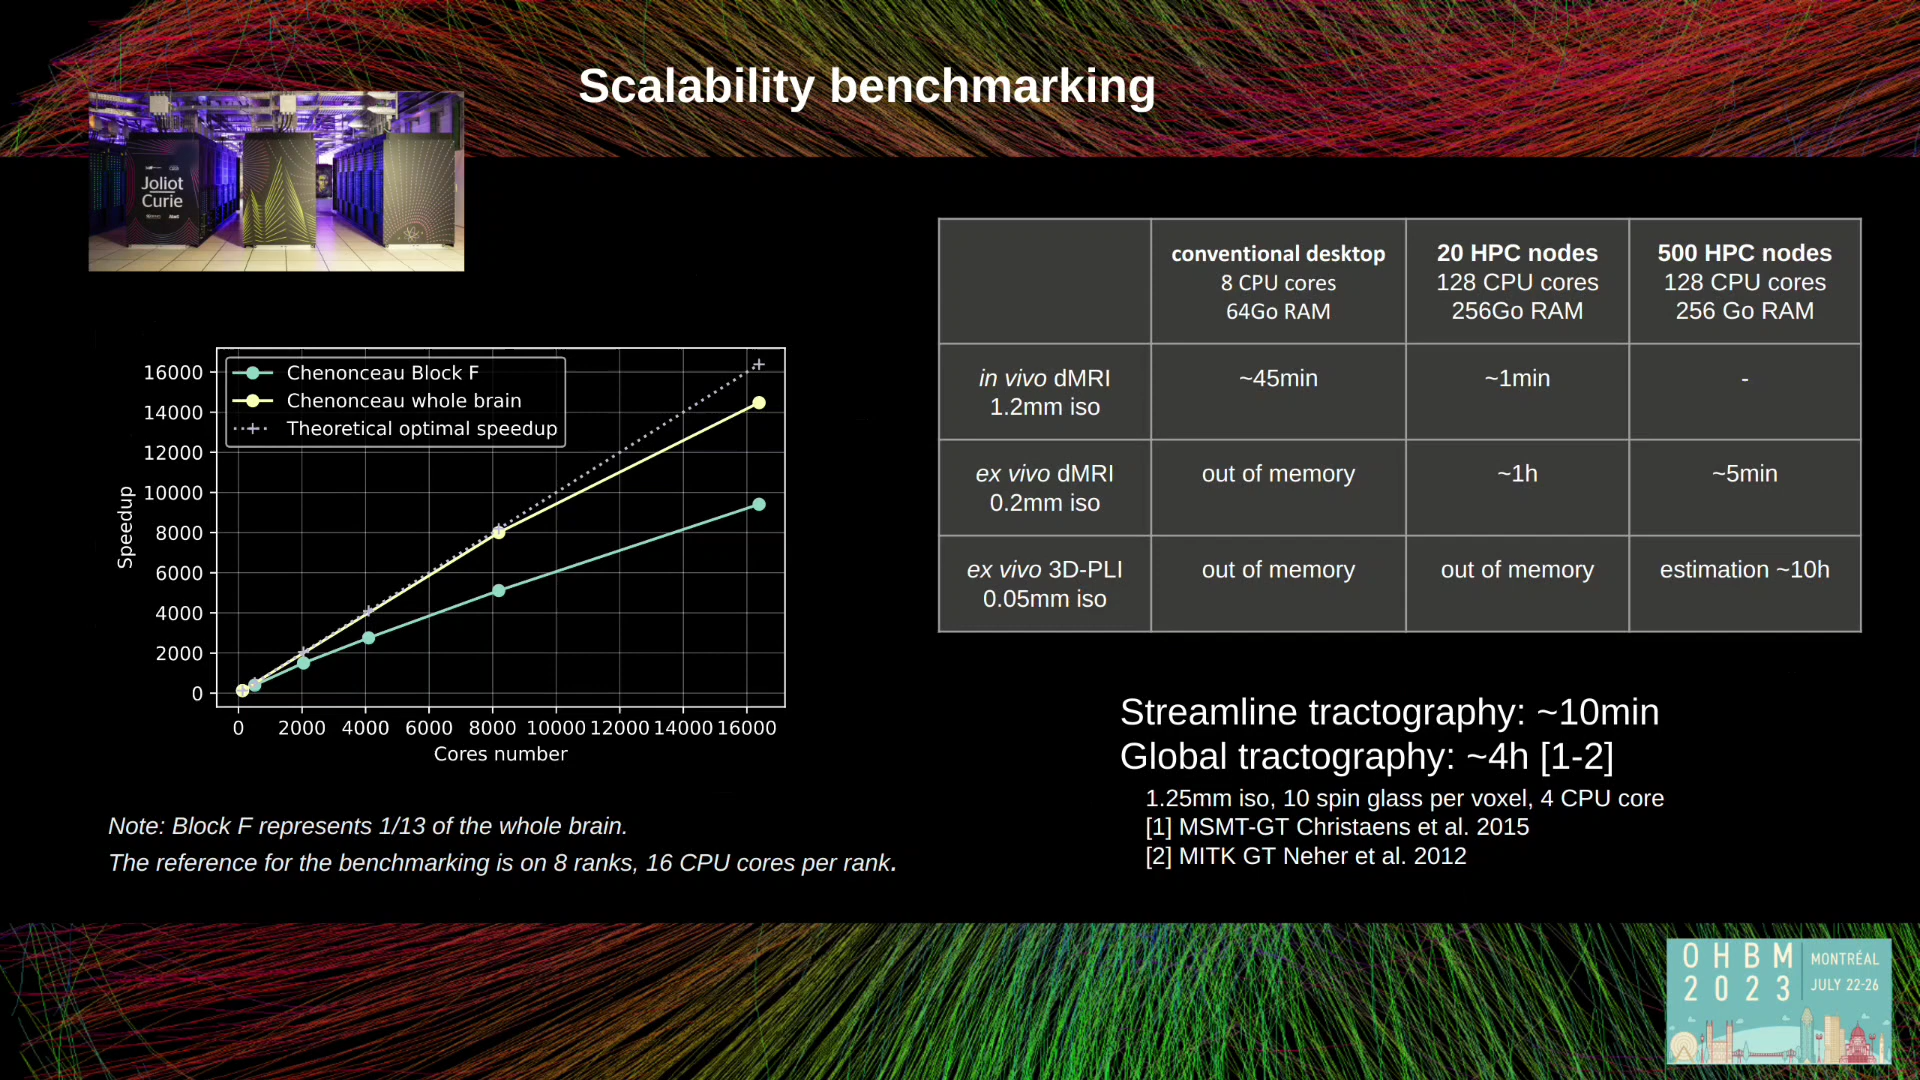 Scalability benchmarking
Joliot
Curie
16000
14000
12000
10000
8000
6000
4000
2000
0
Speedup
Chenonceau Block F
Chenonceau whole brain
Theoretical optimal speedup
0 2000 4000 6000 8000 10000 12000 14000 16000
Cores number
Note: Block F represents 1/13 of the whole brain.
The reference for the benchmarking is on 8 ranks, 16 CPU cores per rank.
conventional desktop
8 CPU cores
64Go RAM
20 HPC nodes
128 CPU cores
256Go RAM
500 HPC nodes
128 CPU cores
256 Go RAM
in vivo dMRI
1.2mm iso
~45min
~1min
-
ex vivo dMRI
0.2mm iso
out of memory
~1h
~5min
ex vivo 3D-PLI
0.05mm iso
out of memory
out of memory
estimation ~10h
Streamline tractography: ~10min
Global tractography: ~4h [1-2]
1.25mm iso, 10 spin glass per voxel, 4 CPU core
[1] MSMT-GT Christaens et al. 2015
[2] MITK GT Neher et al. 2012
OHBM
2023
MONTRÉAL
JULY 22-26